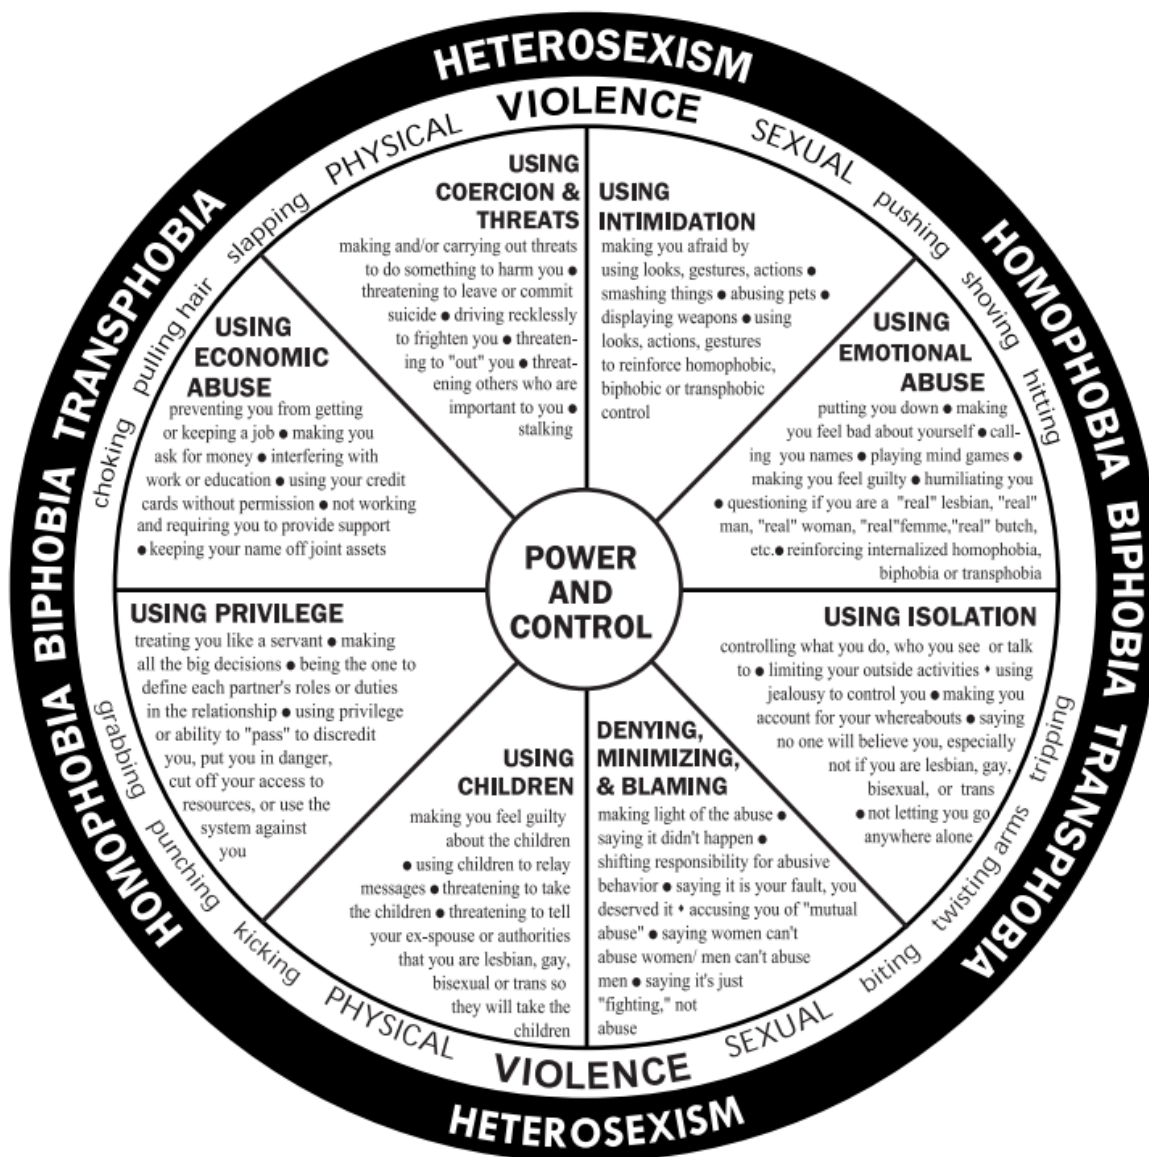 HETEROSEXISM
HOMOPHOBIA BIPHOBIA TRANSPHOBIA
HOMOPHOBIA BIPHOBIA TRANSPHOBIA
HETEROSEXISM
PHYSICAL VIOLENCE SEXUAL
pushing shoving hitting
tripping
twisting arms
biting
PHYSICAL VIOLENCE SEXUAL
kicking
punching
grabbing
choking pulling hair slapping
POWER
AND
CONTROL
USING
COERCION &
THREATS
making and/or carrying out threats
to do something to harm you ●
threatening to leave or commit
suicide ● driving recklessly
to frighten you ● threaten-
ing to "out" you ● threat-
ening others who are
important to you ●
stalking
USING
INTIMIDATION
making you afraid by
using looks, gestures, actions ●
smashing things ● abusing pets ●
displaying weapons ● using
looks, actions, gestures
to reinforce homophobic,
biphobic or transphobic
control
USING
EMOTIONAL
ABUSE
putting you down ● making
you feel bad about yourself ● call-
ing you names ● playing mind games ●
making you feel guilty ● humiliating you
● questioning if you are a "real" lesbian, "real"
man, "real" woman, "real"femme,"real" butch,
etc.● reinforcing internalized homophobia,
biphobia or transphobia
USING ISOLATION
controlling what you do, who you see or talk
to ● limiting your outside activities ♦ using
jealousy to control you ● making you
account for your whereabouts ● saying
no one will believe you, especially
not if you are lesbian, gay,
bisexual, or trans
● not letting you go
anywhere alone
DENYING,
MINIMIZING,
& BLAMING
making light of the abuse ●
saying it didn't happen ●
shifting responsibility for abusive
behavior ● saying it is your fault, you
deserved it ♦ accusing you of "mutual
abuse" ● saying women can't
abuse women/ men can't abuse
men ● saying it's just
"fighting," not
abuse
USING
CHILDREN
making you feel guilty
about the children
● using children to relay
messages ● threatening to take
the children ● threatening to tell
your ex-spouse or authorities
that you are lesbian, gay,
bisexual or trans so
they will take the
children
USING PRIVILEGE
treating you like a servant ● making
all the big decisions ● being the one to
define each partner's roles or duties
in the relationship ● using privilege
or ability to "pass" to discredit
you, put you in danger,
cut off your access to
resources, or use the
system against
you
USING
ECONOMIC
ABUSE
preventing you from getting
or keeping a job ● making you
ask for money ● interfering with
work or education ● using your credit
cards without permission ● not working
and requiring you to provide support
● keeping your name off joint assets